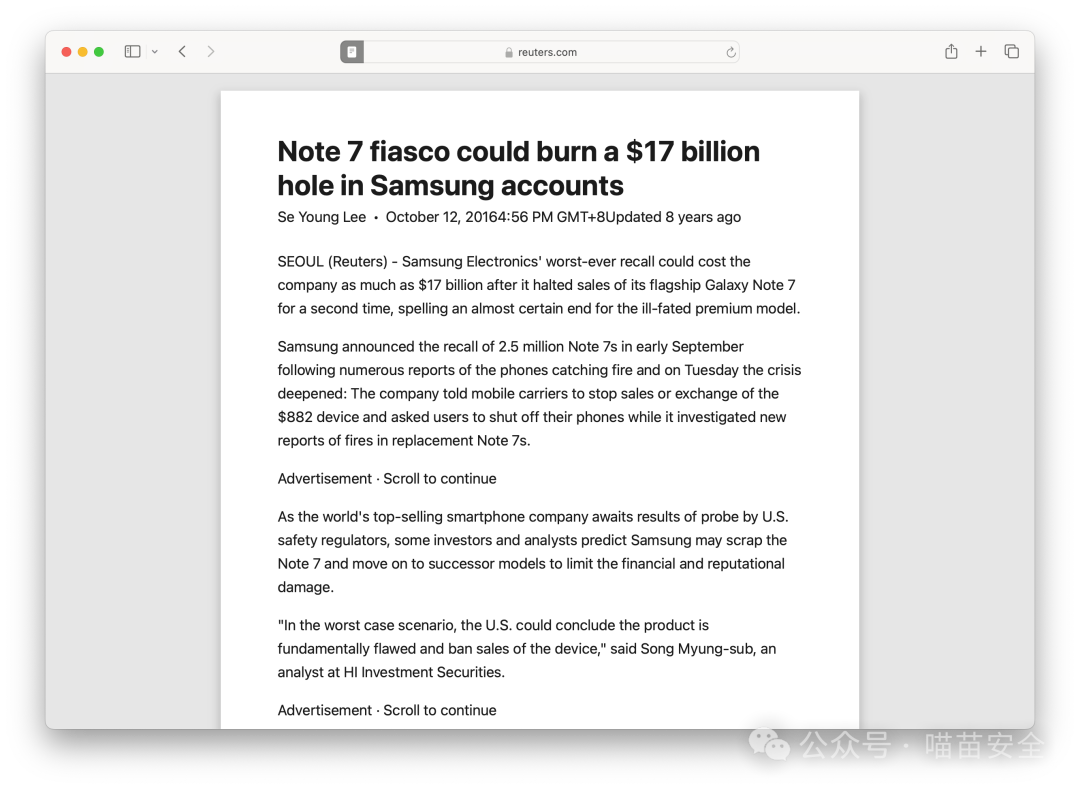 reuters.com
Note 7 fiasco could burn a $17 billion
hole in Samsung accounts
Se Young Lee • October 12, 20164:56 PM GMT+8Updated 8 years ago
SEOUL (Reuters) - Samsung Electronics' worst-ever recall could cost the
company as much as $17 billion after it halted sales of its flagship Galaxy Note 7
for a second time, spelling an almost certain end for the ill-fated premium model.
Samsung announced the recall of 2.5 million Note 7s in early September
following numerous reports of the phones catching fire and on Tuesday the crisis
deepened: The company told mobile carriers to stop sales or exchange of the
$882 device and asked users to shut off their phones while it investigated new
reports of fires in replacement Note 7s.
Advertisement · Scroll to continue
As the world's top-selling smartphone company awaits results of probe by U.S.
safety regulators, some investors and analysts predict Samsung may scrap the
Note 7 and move on to successor models to limit the financial and reputational
damage.
"In the worst case scenario, the U.S. could conclude the product is
fundamentally flawed and ban sales of the device," said Song Myung-sub, an
analyst at HI Investment Securities.
Advertisement · Scroll to continue
公众号 · 喵苗安全